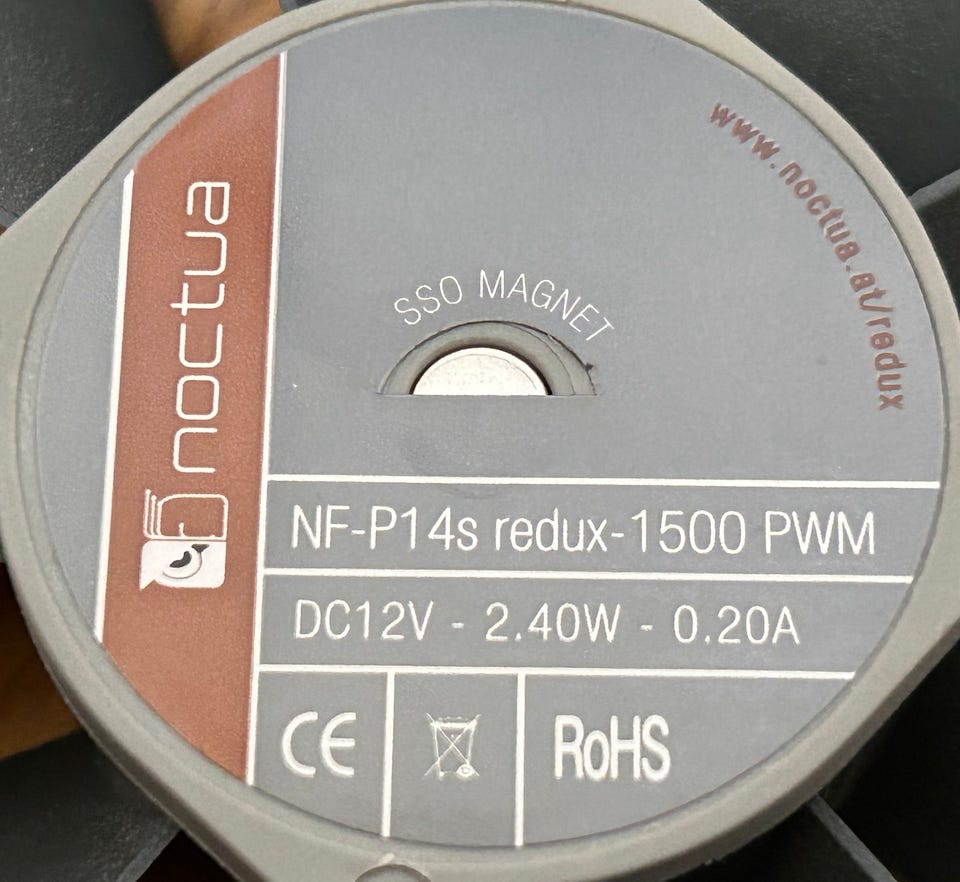 noctua
www.noctua.at/redux
SSO MAGNET
NF-P14s redux-1500 PWM
DC12V - 2.40W - 0.20A
CE
RoHS